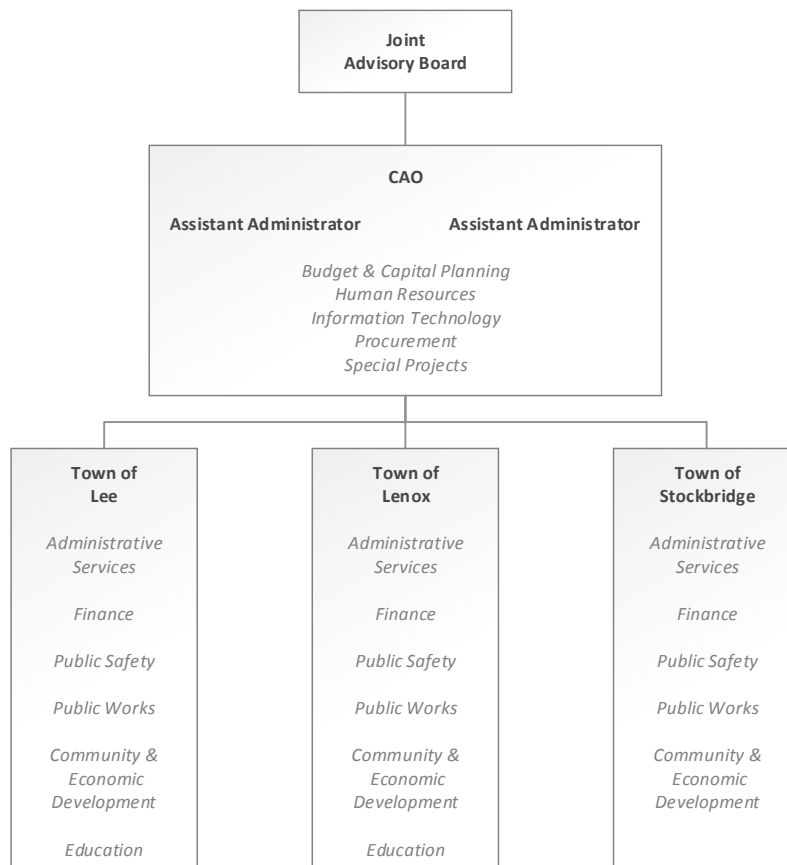 Joint
Advisory Board
CAO
Assistant Administrator
Assistant Administrator
Budget & Capital Planning
Human Resources
Information Technology
Procurement
Special Projects
Town of
Lee
Administrative
Services
Finance
Public Safety
Public Works
Community &
Economic
Development
Education
Town of
Lenox
Administrative
Services
Finance
Public Safety
Public Works
Community &
Economic
Development
Education
Town of
Stockbridge
Administrative
Services
Finance
Public Safety
Public Works
Community &
Economic
Development